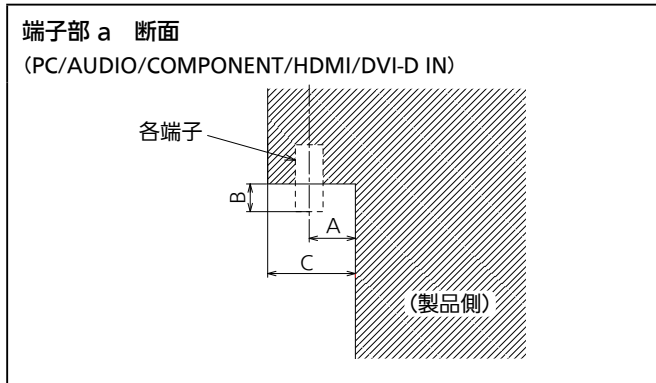 端子部 a　断面
(PC/AUDIO/COMPONENT/HDMI/DVI-D IN)
各端子
B
A
C
(製品側)